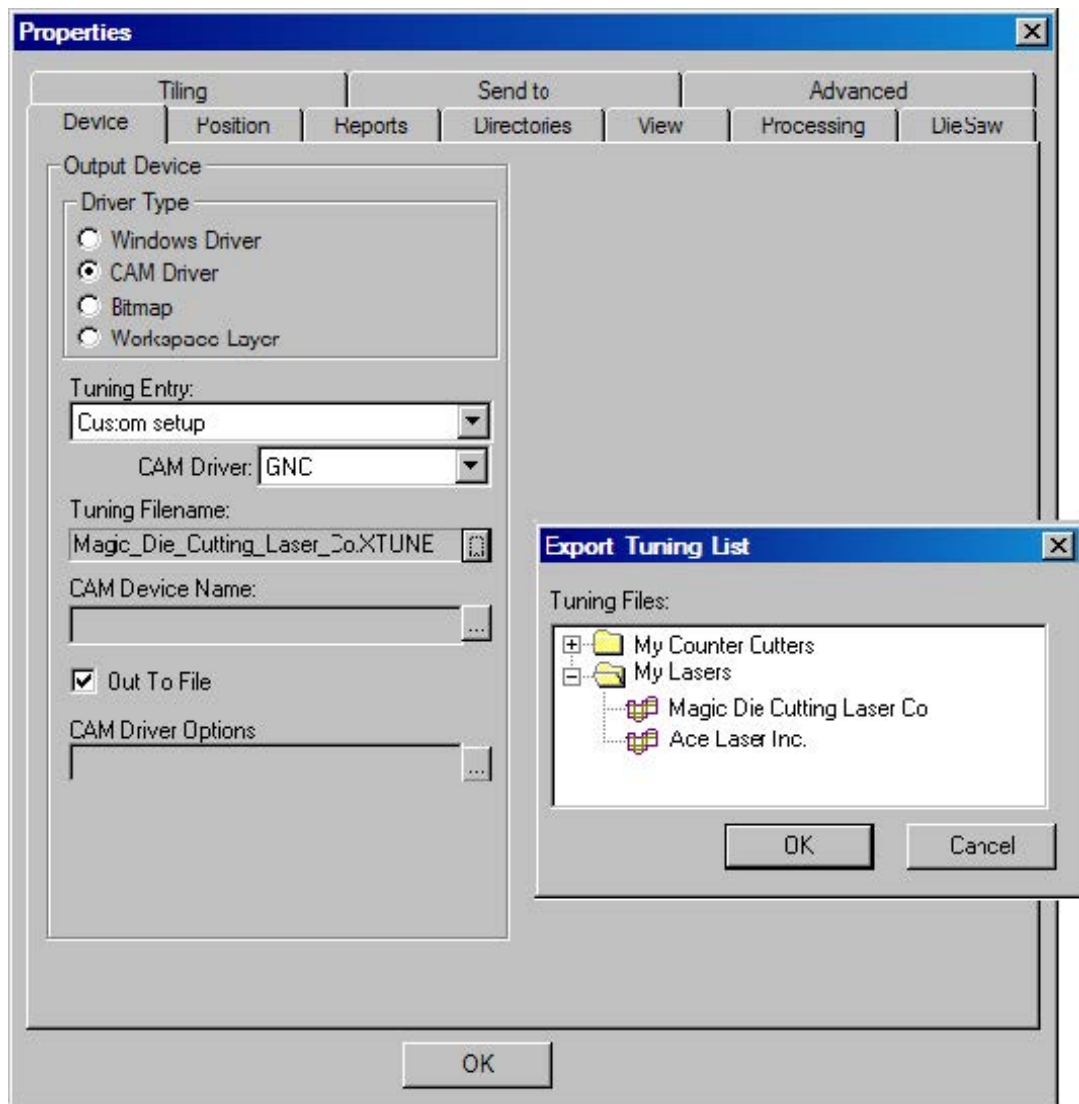 Properties
Tiling Send to Advanced
Device Position Reports Directories View Processing DieSaw
Output Device
Driver Type
Windows Driver
CAM Driver
Bitmap
Workspace Layer
Tuning Entry:
Custom setup
CAM Driver: GNC
Tuning Filename:
Magic_Die_Cutting_Laser_Co.XTUNE
CAM Device Name:
...
Out To File
CAM Driver Options
...
Export Tuning List
Tuning Files:
My Counter Cutters
My Lasers
Magic Die Cutting Laser Co
Ace Laser Inc.
OK Cancel
OK